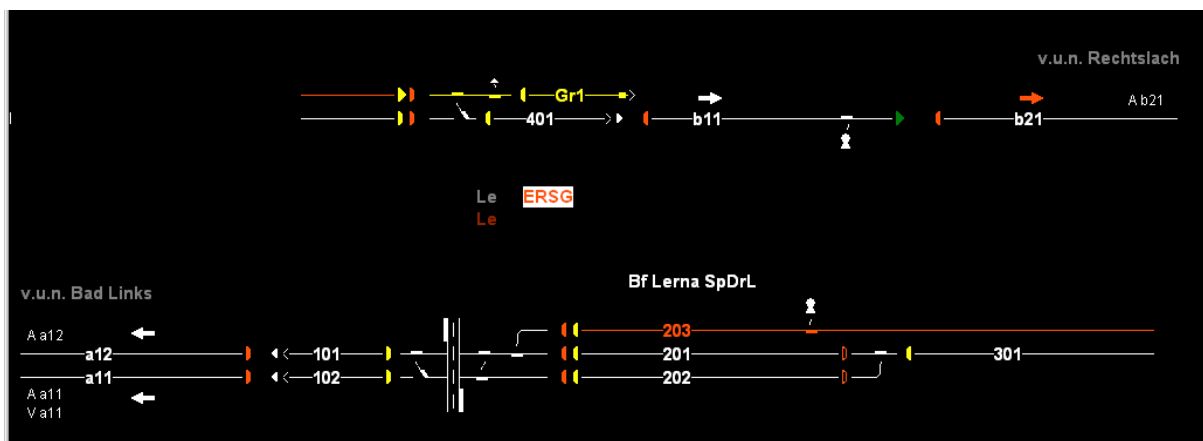 v.u.n. Rechtslach
Gr1
A b21
401
b11
b21
Le ERSG
Le
Bf Lerna SpDrL
v.u.n. Bad Links
A a12
203
a12
101
201
301
a11
102
202
A a11
V a11